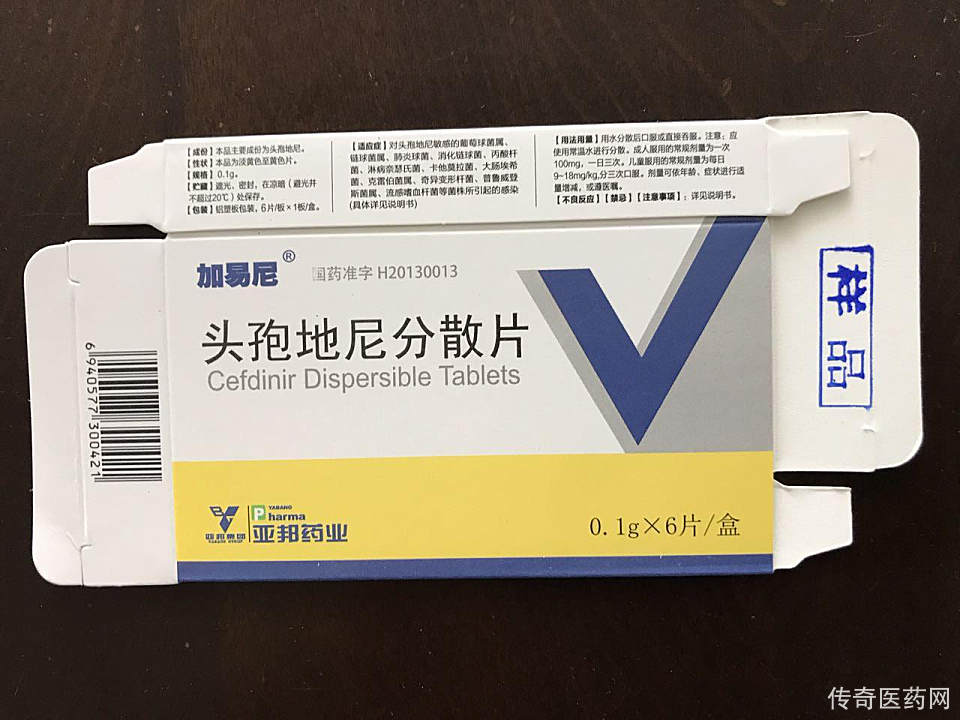 【成份】本品主要成份为头孢地尼。
【性状】本品为淡黄色至黄色片。
【规格】0.1g。
【贮藏】遮光、密封，在凉暗（避光并
不超过20℃）处保存。
【包装】铝塑板包装，6片/板×1板/盒。
【适应症】对头孢地尼敏感的葡萄球菌属、
链球菌属、肺炎球菌、消化链球菌、丙酸杆
菌、淋病奈瑟氏菌、卡他莫拉菌、大肠埃希
菌、克雷伯菌属、奇异变形杆菌、普鲁威登
斯菌属、流感嗜血杆菌等菌株所引起的感染
(具体详见说明书)
【用法用量】用水分散后口服或直接吞服。注意：应
使用常温水进行分散。成人服用的常规剂量为一次
100mg，一日三次。儿童服用的常规剂量为每日
9~18mg/kg,分三次口服。剂量可依年龄、症状进行适
量增减，或遵医嘱。
【不良反应】【禁忌】【注意事项】：详见说明书。
加易尼®
国药准字 H20130013
头孢地尼分散片
Cefdinir Dispersible Tablets
6 940577 300421
样品
亚邦集团
YABANG GROUP
YABANG
Pharma
亚邦药业
0.1g×6片/盒
传奇医药网